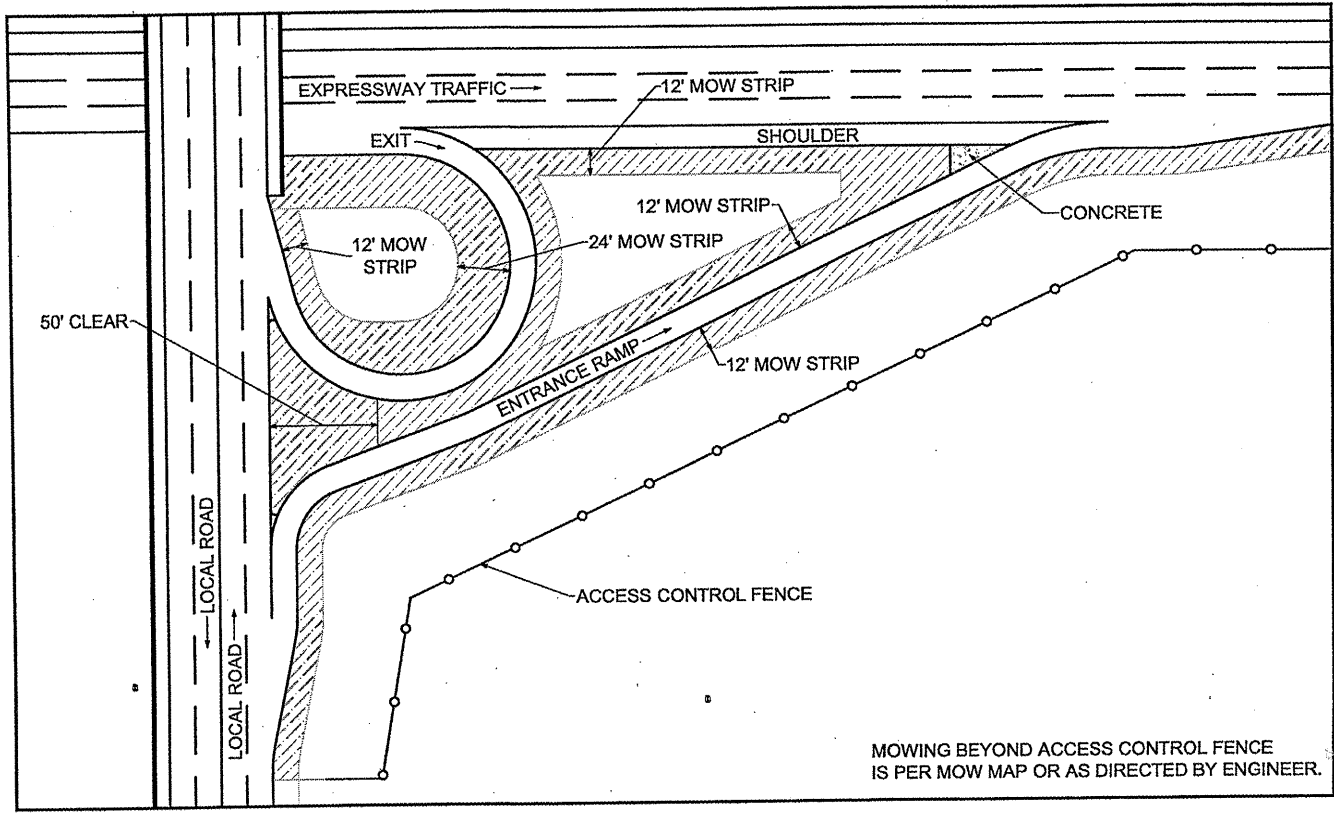 12' MOW STRIP
EXPRESSWAY TRAFFIC
EXIT
SHOULDER
12' MOW STRIP
CONCRETE
12' MOW
STRIP
24' MOW STRIP
50' CLEAR
ENTRANCE RAMP
12' MOW STRIP
LOCAL ROAD
LOCAL ROAD
ACCESS CONTROL FENCE
MOWING BEYOND ACCESS CONTROL FENCE
IS PER MOW MAP OR AS DIRECTED BY ENGINEER.